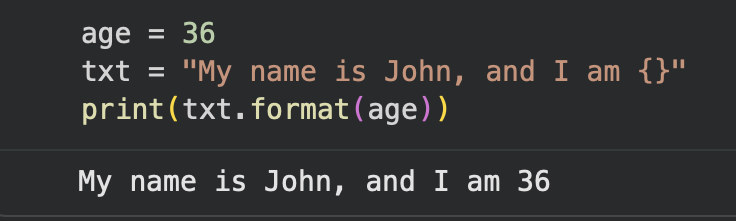 age = 36
txt = "My name is John, and I am {}"
print(txt.format(age))
My name is John, and I am 36